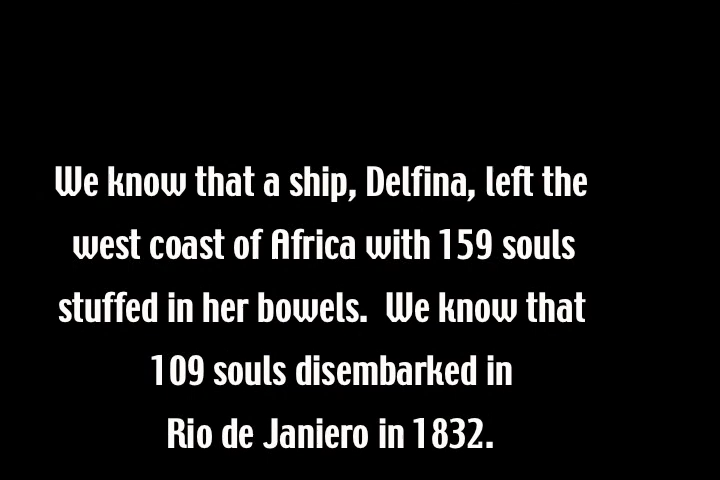 We know that a ship, Delfina, left the
west coast of Africa with 159 souls
stuffed in her bowels.  We know that
109 souls disembarked in
Rio de Janiero in 1832.